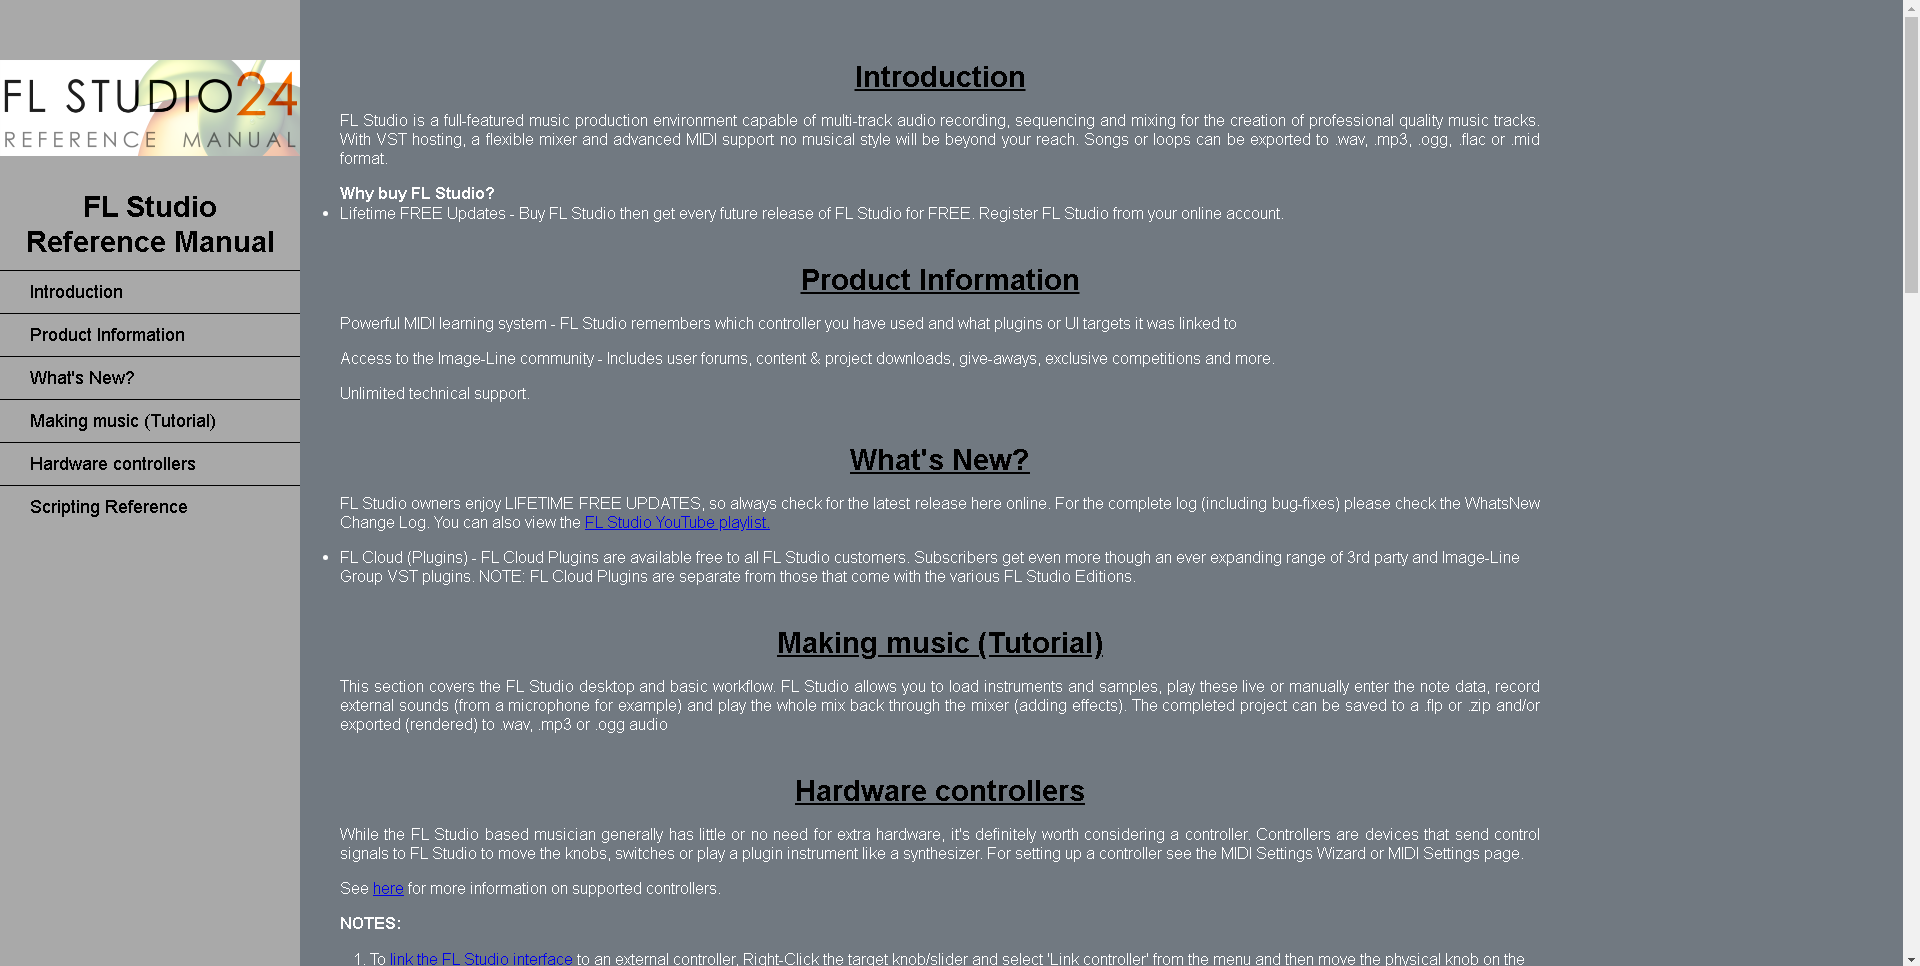 FL STUDIO24
REFERENCE MANUAL
FL Studio
Reference Manual
Introduction
Product Information
What's New?
Making music (Tutorial)
Hardware controllers
Scripting Reference
Introduction
FL Studio is a full-featured music production environment capable of multi-track audio recording, sequencing and mixing for the creation of professional quality music tracks.
With VST hosting, a flexible mixer and advanced MIDI support no musical style will be beyond your reach. Songs or loops can be exported to .wav, .mp3, .ogg, .flac or .mid
format.
Why buy FL Studio?
• Lifetime FREE Updates - Buy FL Studio then get every future release of FL Studio for FREE. Register FL Studio from your online account.
Product Information
Powerful MIDI learning system - FL Studio remembers which controller you have used and what plugins or UI targets it was linked to
Access to the Image-Line community - Includes user forums, content & project downloads, give-aways, exclusive competitions and more.
Unlimited technical support.
What's New?
FL Studio owners enjoy LIFETIME FREE UPDATES, so always check for the latest release here online. For the complete log (including bug-fixes) please check the WhatsNew
Change Log. You can also view the FL Studio YouTube playlist.
• FL Cloud (Plugins) - FL Cloud Plugins are available free to all FL Studio customers. Subscribers get even more though an ever expanding range of 3rd party and Image-Line
Group VST plugins. NOTE: FL Cloud Plugins are separate from those that come with the various FL Studio Editions.
Making music (Tutorial)
This section covers the FL Studio desktop and basic workflow. FL Studio allows you to load instruments and samples, play these live or manually enter the note data, record
external sounds (from a microphone for example) and play the whole mix back through the mixer (adding effects). The completed project can be saved to a .flp or .zip and/or
exported (rendered) to .wav, .mp3 or .ogg audio
Hardware controllers
While the FL Studio based musician generally has little or no need for extra hardware, it's definitely worth considering a controller. Controllers are devices that send control
signals to FL Studio to move the knobs, switches or play a plugin instrument like a synthesizer. For setting up a controller see the MIDI Settings Wizard or MIDI Settings page.
See here for more information on supported controllers.
NOTES:
1. To link the FL Studio interface to an external controller, Right-Click the target knob/slider and select 'Link controller' from the menu and then move the physical knob on the